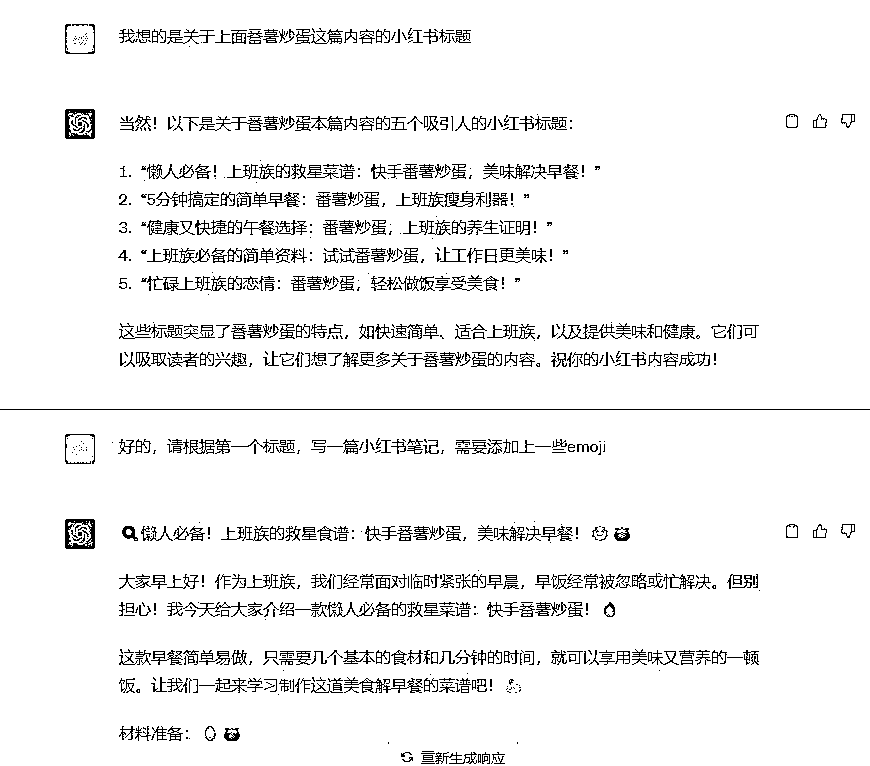 我想的是关于上面番薯炒蛋这篇内容的小红书标题
当然！以下是关于番薯炒蛋本篇内容的五个吸引人的小红书标题：
1. “懒人必备！上班族的救星菜谱：快手番薯炒蛋，美味解决早餐！”
2. “5分钟搞定的简单早餐：番薯炒蛋，上班族瘦身利器！”
3. “健康又快捷的午餐选择：番薯炒蛋，上班族的养生证明！”
4. “上班族必备的简单资料：试试番薯炒蛋，让工作日更美味！”
5. “忙碌上班族的恋情：番薯炒蛋，轻松做饭享受美食！”
这些标题突显了番薯炒蛋的特点，如快速简单、适合上班族，以及提供美味和健康。它们可
以吸取读者的兴趣，让它们想了解更多关于番薯炒蛋的内容。祝你的小红书内容成功！
好的，请根据第一个标题，写一篇小红书笔记，需要添加上一些emoji
懒人必备！上班族的救星食谱：快手番薯炒蛋，美味解决早餐！
大家早上好！作为上班族，我们经常面对临时紧张的早晨，早饭经常被忽略或忙解决。但别
担心！我今天给大家介绍一款懒人必备的救星菜谱：快手番薯炒蛋！
这款早餐简单易做，只需要几个基本的食材和几分钟的时间，就可以享用美味又营养的一顿
饭。让我们一起来学习制作这道美食解早餐的菜谱吧！
材料准备：
重新生成响应